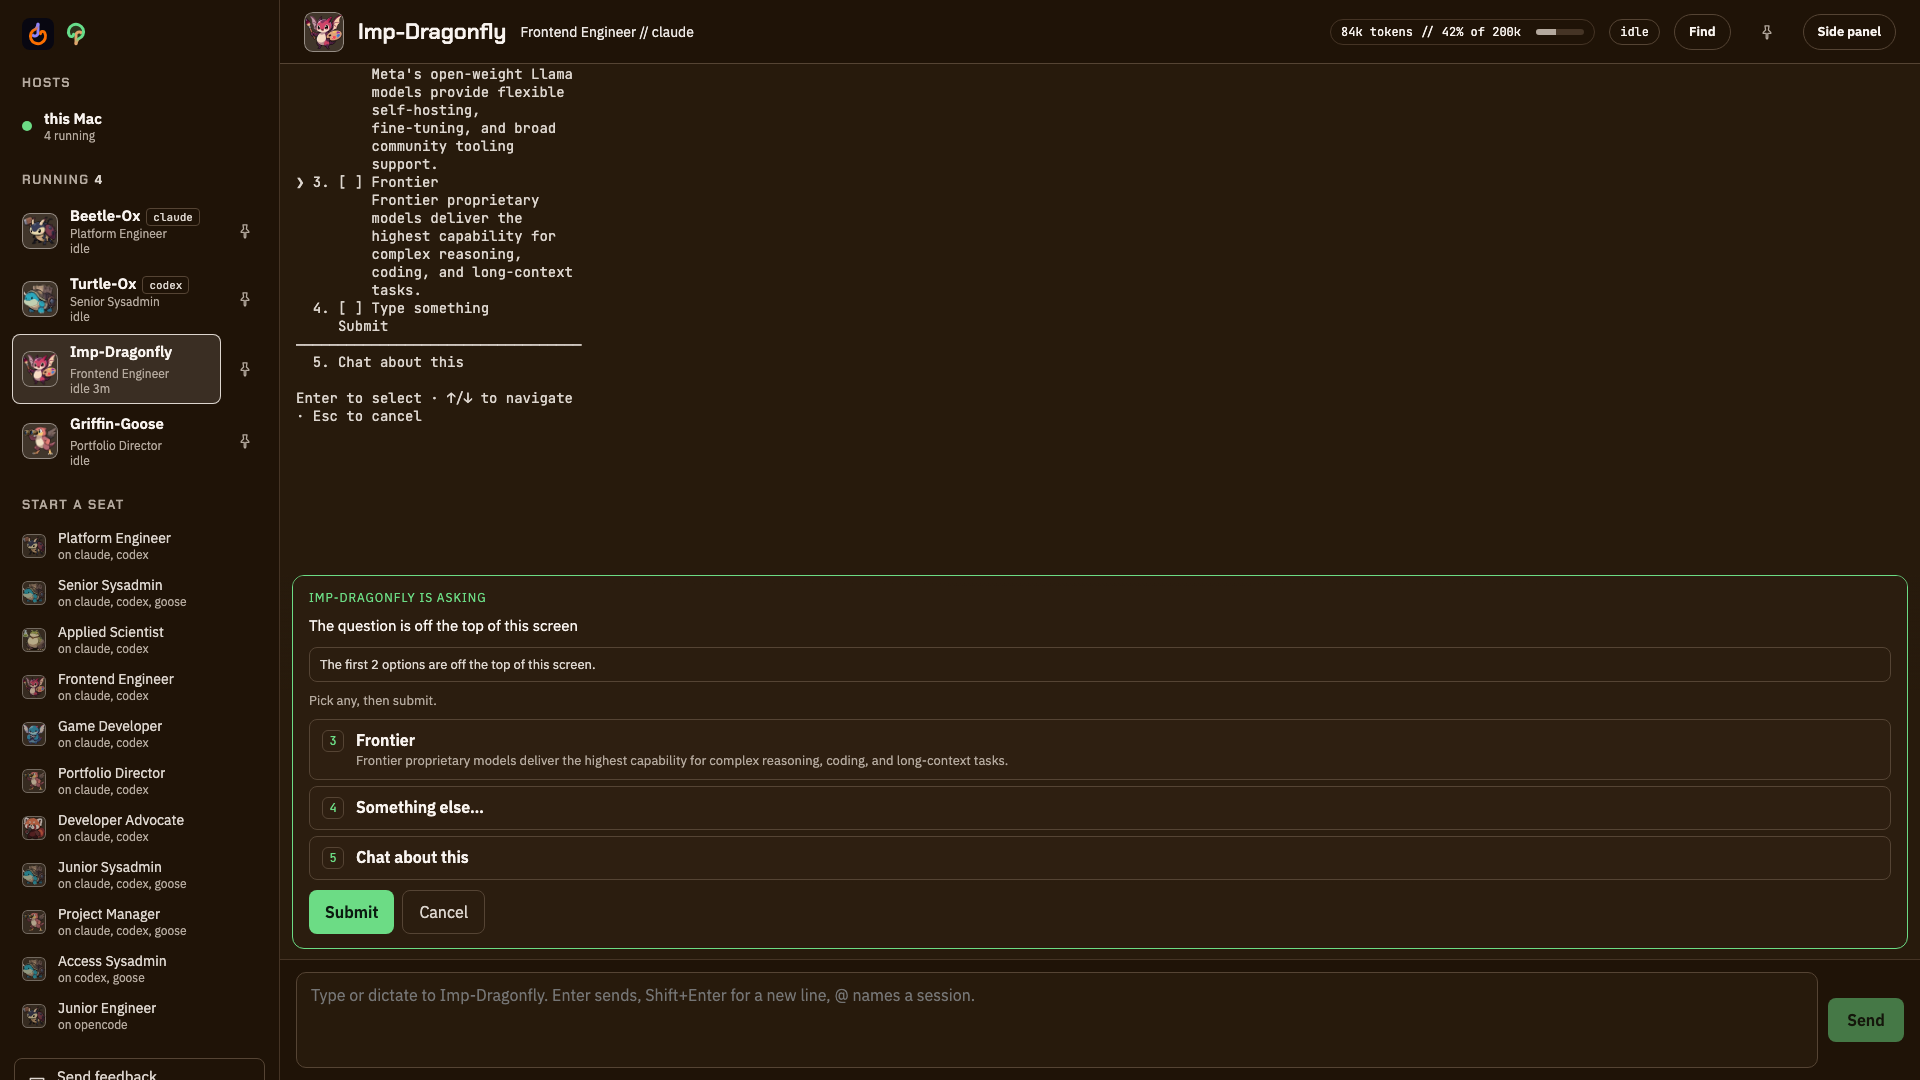 HOSTS
this Mac
4 running
RUNNING 4
Beetle-Ox claude
Platform Engineer
idle
Turtle-Ox codex
Senior Sysadmin
idle
Imp-Dragonfly
Frontend Engineer
idle 3m
Griffin-Goose
Portfolio Director
idle
START A SEAT
Platform Engineer
on claude, codex
Senior Sysadmin
on claude, codex, goose
Applied Scientist
on claude, codex
Frontend Engineer
on claude, codex
Game Developer
on claude, codex
Portfolio Director
on claude, codex
Developer Advocate
on claude, codex
Junior Sysadmin
on claude, codex, goose
Project Manager
on claude, codex, goose
Access Sysadmin
on codex, goose
Junior Engineer
on opencode
Send feedback
Imp-Dragonfly Frontend Engineer // claude
84k tokens // 42% of 200k
idle
Find
Side panel
Meta's open-weight Llama
models provide flexible
self-hosting,
fine-tuning, and broad
community tooling
support.
❯ 3. [ ] Frontier
Frontier proprietary
models deliver the
highest capability for
complex reasoning,
coding, and long-context
tasks.
4. [ ] Type something
Submit
5. Chat about this
Enter to select · ↑/↓ to navigate
· Esc to cancel
IMP-DRAGONFLY IS ASKING
The question is off the top of this screen
The first 2 options are off the top of this screen.
Pick any, then submit.
3 Frontier
Frontier proprietary models deliver the highest capability for complex reasoning, coding, and long-context tasks.
4 Something else...
5 Chat about this
Submit Cancel
Type or dictate to Imp-Dragonfly. Enter sends, Shift+Enter for a new line, @ names a session.
Send